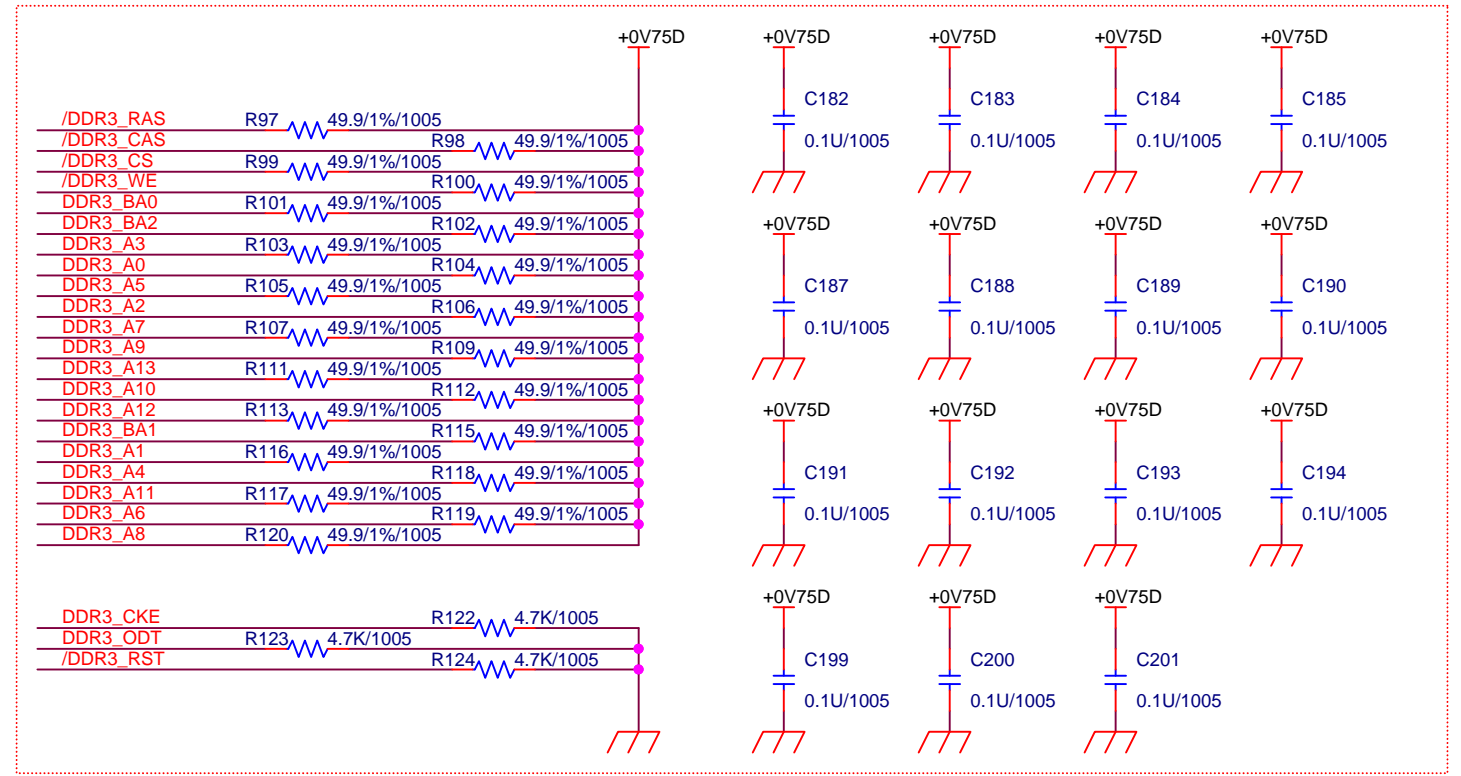 +0V75D +0V75D +0V75D +0V75D +0V75D
C182 C183 C184 C185
0.1U/1005 0.1U/1005 0.1U/1005 0.1U/1005
/DDR3_RAS R97 49.9/1%/1005
/DDR3_CAS R98 49.9/1%/1005
/DDR3_CS R99 49.9/1%/1005
/DDR3_WE R100 49.9/1%/1005
DDR3_BA0 R101 49.9/1%/1005
DDR3_BA2 R102 49.9/1%/1005
DDR3_A3 R103 49.9/1%/1005
DDR3_A0 R104 49.9/1%/1005
DDR3_A5 R105 49.9/1%/1005
DDR3_A2 R106 49.9/1%/1005
DDR3_A7 R107 49.9/1%/1005
DDR3_A9 R109 49.9/1%/1005
DDR3_A13 R111 49.9/1%/1005
DDR3_A10 R112 49.9/1%/1005
DDR3_A12 R113 49.9/1%/1005
DDR3_BA1 R115 49.9/1%/1005
DDR3_A1 R116 49.9/1%/1005
DDR3_A4 R118 49.9/1%/1005
DDR3_A11 R117 49.9/1%/1005
DDR3_A6 R119 49.9/1%/1005
DDR3_A8 R120 49.9/1%/1005
+0V75D +0V75D +0V75D +0V75D
C187 C188 C189 C190
0.1U/1005 0.1U/1005 0.1U/1005 0.1U/1005
+0V75D +0V75D +0V75D +0V75D
C191 C192 C193 C194
0.1U/1005 0.1U/1005 0.1U/1005 0.1U/1005
DDR3_CKE R122 4.7K/1005
DDR3_ODT R123 4.7K/1005
/DDR3_RST R124 4.7K/1005
+0V75D +0V75D +0V75D
C199 C200 C201
0.1U/1005 0.1U/1005 0.1U/1005